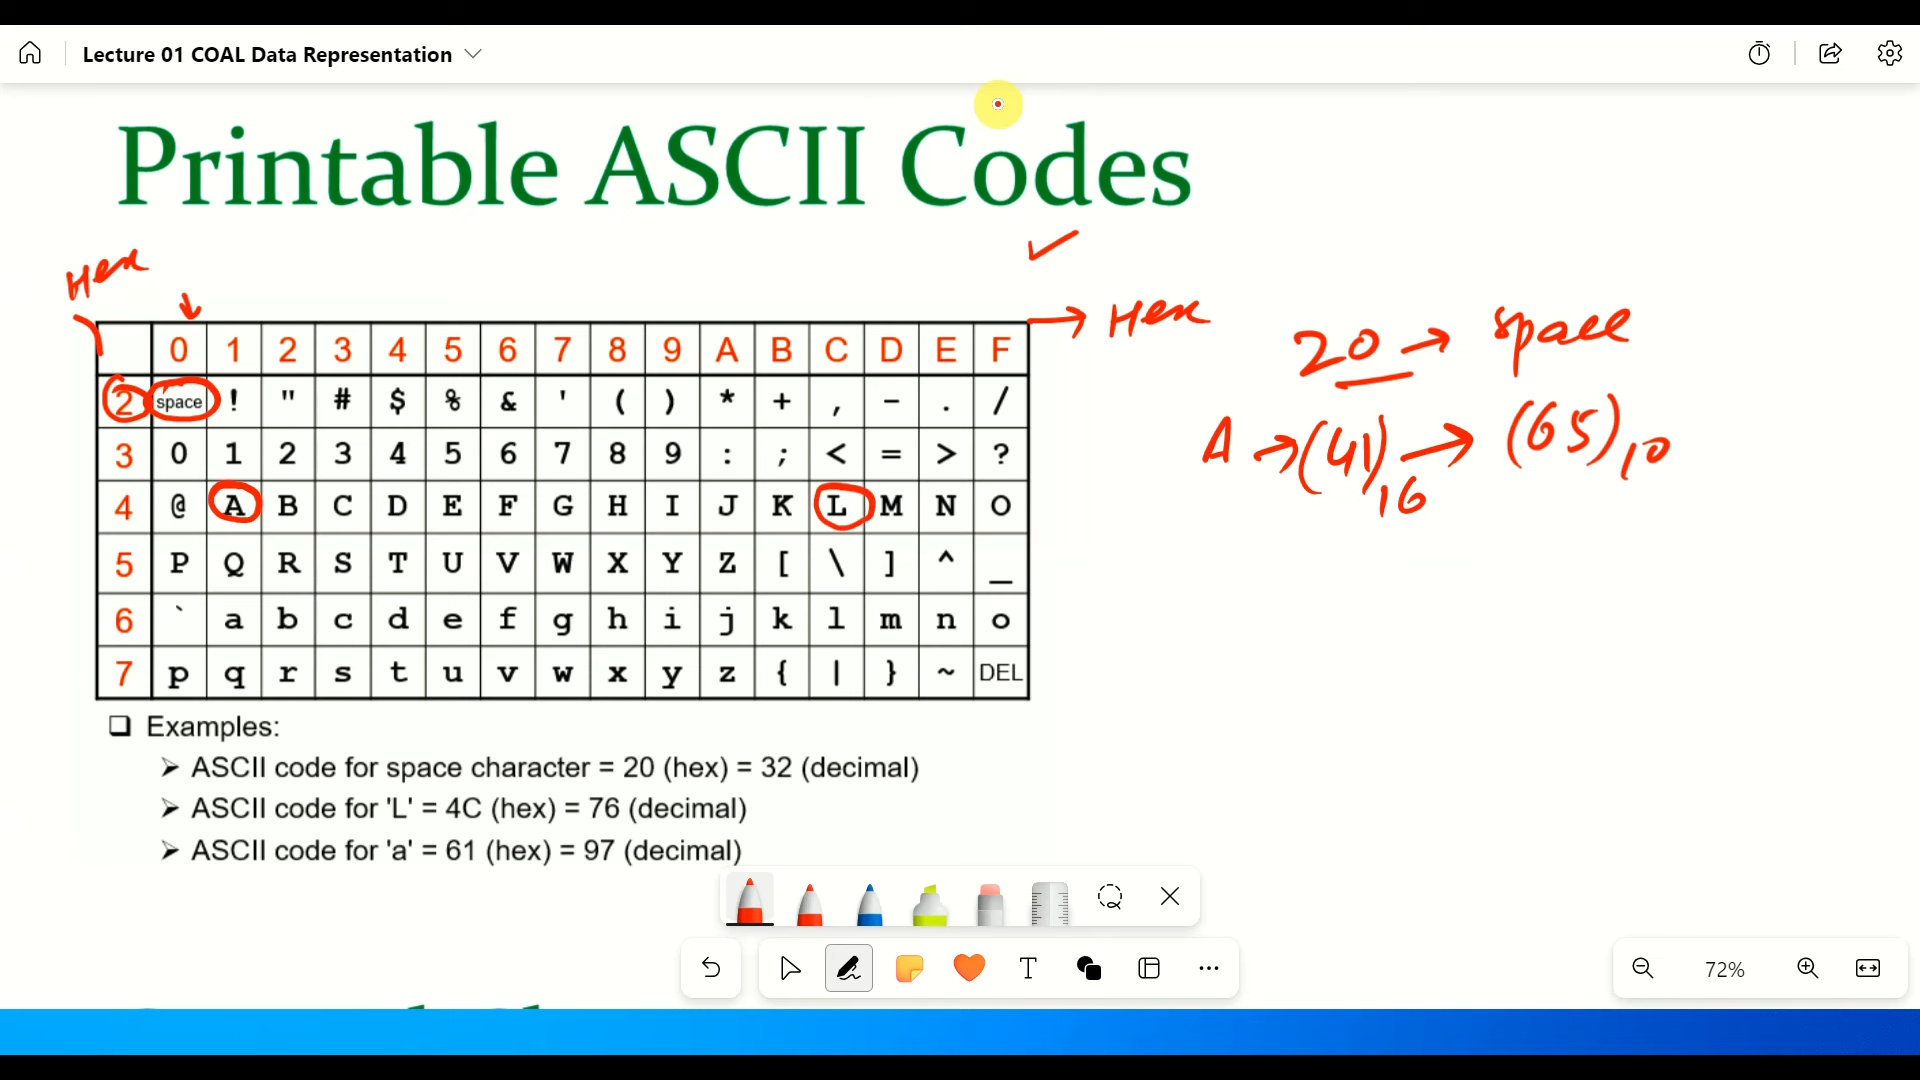 Lecture 01 COAL Data Representation
Printable ASCII Codes
Hex
→ Hex
20 → space
A → (41)16 → (65)10
0 1 2 3 4 5 6 7 8 9 A B C D E F
2 space ! " # $ % & ' ( ) * + , - . /
3 0 1 2 3 4 5 6 7 8 9 : ; < = > ?
4 @ A B C D E F G H I J K L M N O
5 P Q R S T U V W X Y Z [ \ ] ^ _
6 ` a b c d e f g h i j k l m n o
7 p q r s t u v w x y z { | } ~ DEL
❑ Examples:
➢ ASCII code for space character = 20 (hex) = 32 (decimal)
➢ ASCII code for 'L' = 4C (hex) = 76 (decimal)
➢ ASCII code for 'a' = 61 (hex) = 97 (decimal)
72%